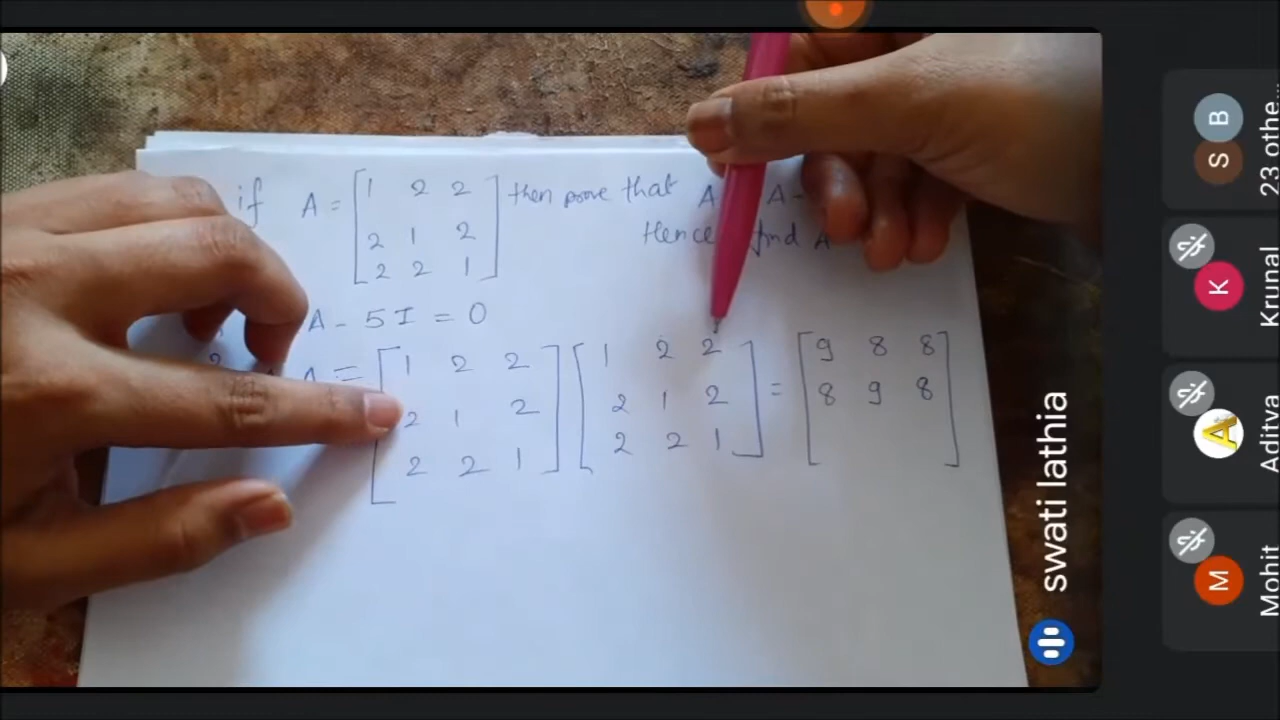 if A = [ 1 2 2 ] then prove that A A -
2 1 2 Hence find A
2 2 1
A - 5I = 0
2 A = [ 1 2 2 ] [ 1 2 2 ] = [ 9 8 8 ]
2 1 2 2 1 2 8 9 8
2 2 1 2 2 1
swati lathia
S B
23 othe...
K
Krunal
A
Aditya
M
Mohit